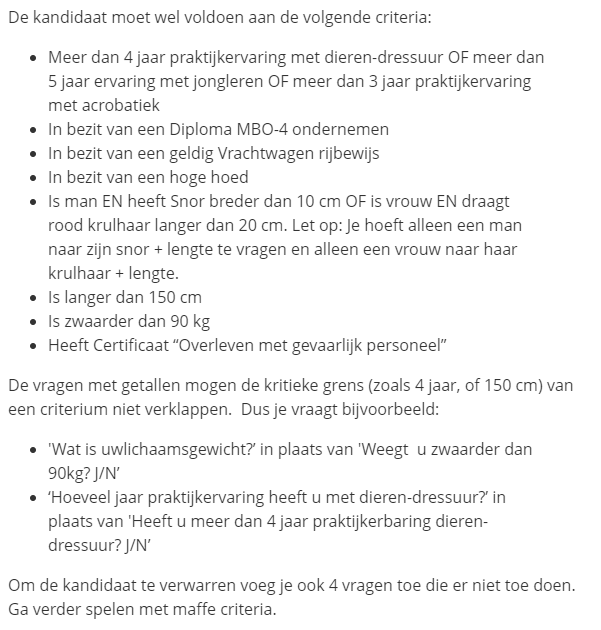 De kandidaat moet wel voldoen aan de volgende criteria:
• Meer dan 4 jaar praktijkervaring met dieren-dressuur OF meer dan
5 jaar ervaring met jongleren OF meer dan 3 jaar praktijkervaring
met acrobatiek
• In bezit van een Diploma MBO-4 ondernemen
• In bezit van een geldig Vrachtwagen rijbewijs
• In bezit van een hoge hoed
• Is man EN heeft Snor breder dan 10 cm OF is vrouw EN draagt
rood krulhaar langer dan 20 cm. Let op: Je hoeft alleen een man
naar zijn snor + lengte te vragen en alleen een vrouw naar haar
krulhaar + lengte.
• Is langer dan 150 cm
• Is zwaarder dan 90 kg
• Heeft Certificaat “Overleven met gevaarlijk personeel”
De vragen met getallen mogen de kritieke grens (zoals 4 jaar, of 150 cm) van
een criterium niet verklappen.  Dus je vraagt bijvoorbeeld:
• 'Wat is uwlichaamsgewicht?’ in plaats van 'Weegt  u zwaarder dan
90kg? J/N’
• ‘Hoeveel jaar praktijkervaring heeft u met dieren-dressuur?’ in
plaats van 'Heeft u meer dan 4 jaar praktijkerbaring dieren-
dressuur? J/N’
Om de kandidaat te verwarren voeg je ook 4 vragen toe die er niet toe doen.
Ga verder spelen met maffe criteria.